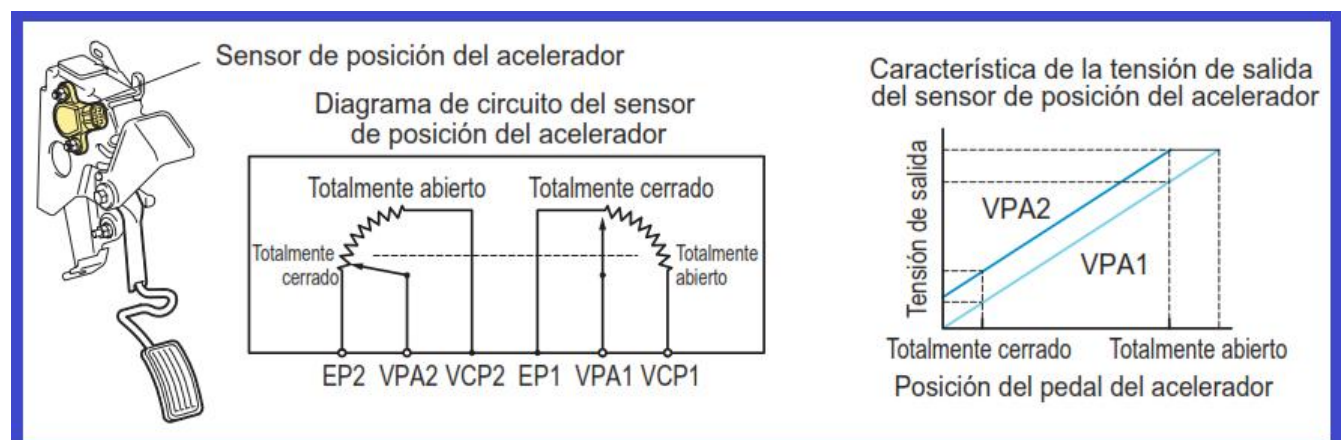 Sensor de posición del acelerador
Diagrama de circuito del sensor
de posición del acelerador
Totalmente abierto
Totalmente cerrado
Totalmente
cerrado
Totalmente
abierto
EP2 VPA2 VCP2 EP1 VPA1 VCP1
Característica de la tensión de salida
del sensor de posición del acelerador
Tensión de salida
VPA2
VPA1
Totalmente cerrado
Totalmente abierto
Posición del pedal del acelerador